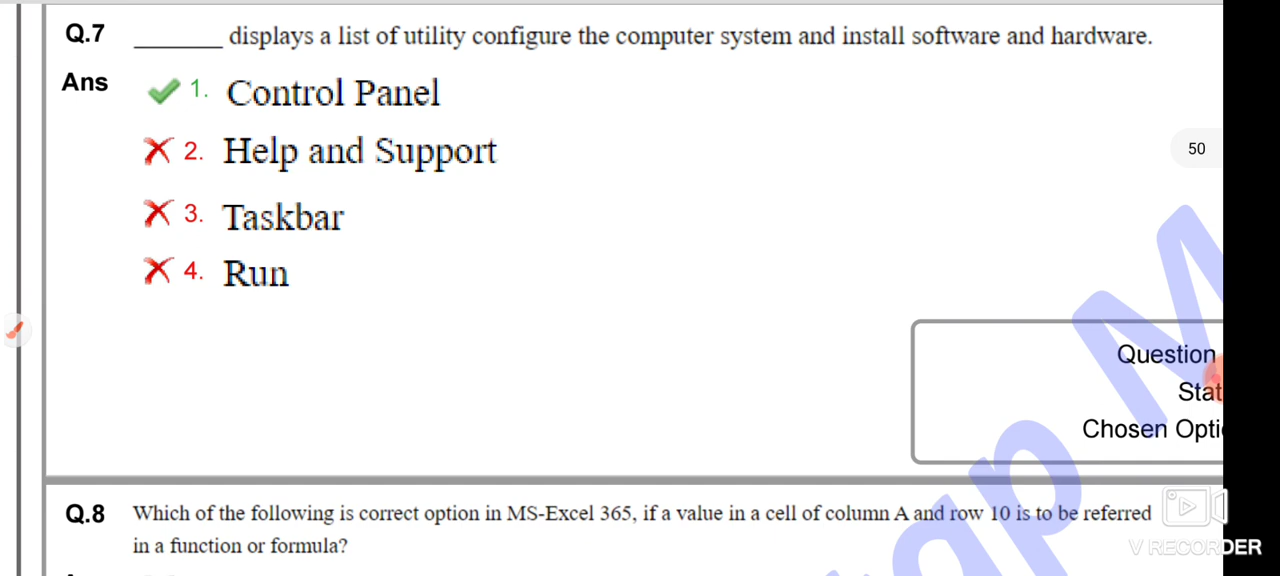 Q.7 ______ displays a list of utility configure the computer system and install software and hardware.
Ans 1. Control Panel
2. Help and Support
50
3. Taskbar
4. Run
Question
Stat
Chosen Opti
Q.8 Which of the following is correct option in MS-Excel 365, if a value in a cell of column A and row 10 is to be referred
in a function or formula?
V RECORDER